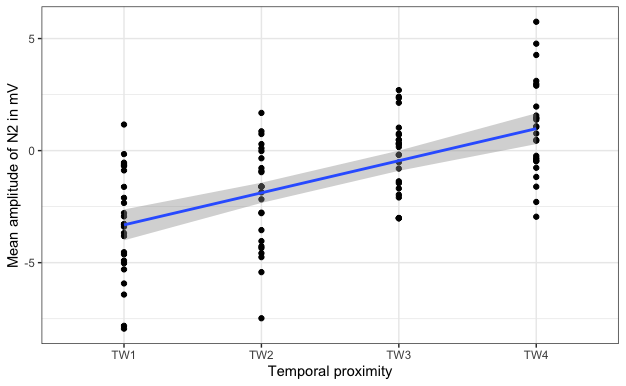 Mean amplitude of N2 in mV
5
0
-5
TW1 TW2 TW3 TW4
Temporal proximity